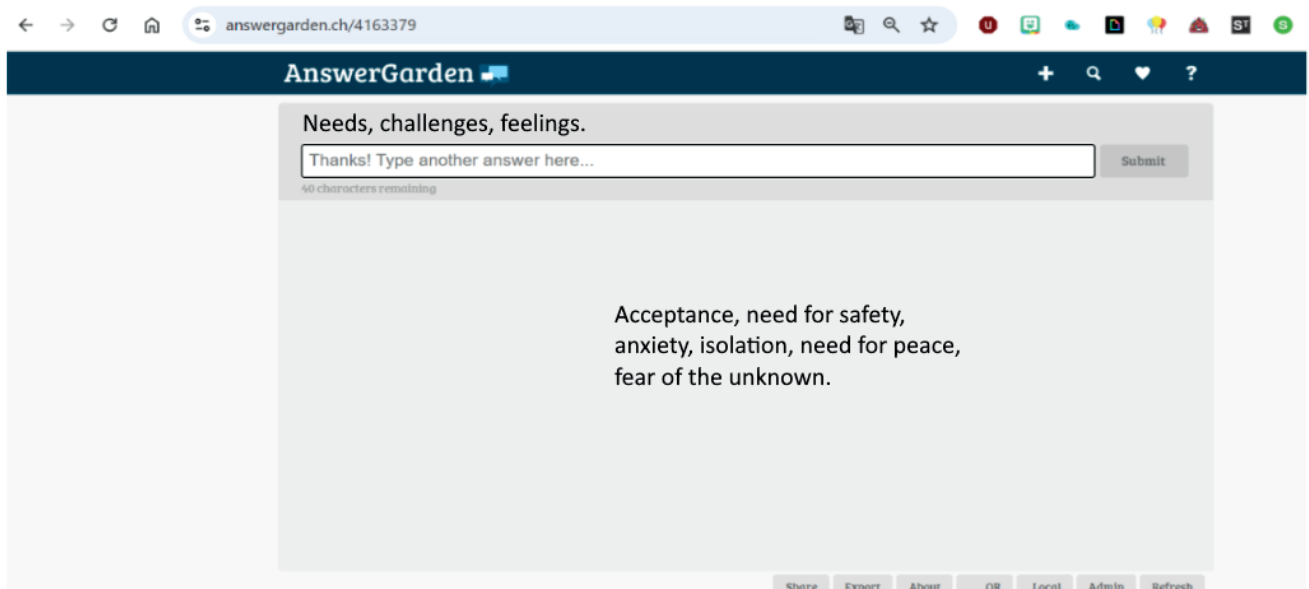 answergarden.ch/4163379
AnswerGarden
Needs, challenges, feelings.
Thanks! Type another answer here...
Submit
40 characters remaining
Acceptance, need for safety,
anxiety, isolation, need for peace,
fear of the unknown.
Share Export About QR Local Admin Refresh